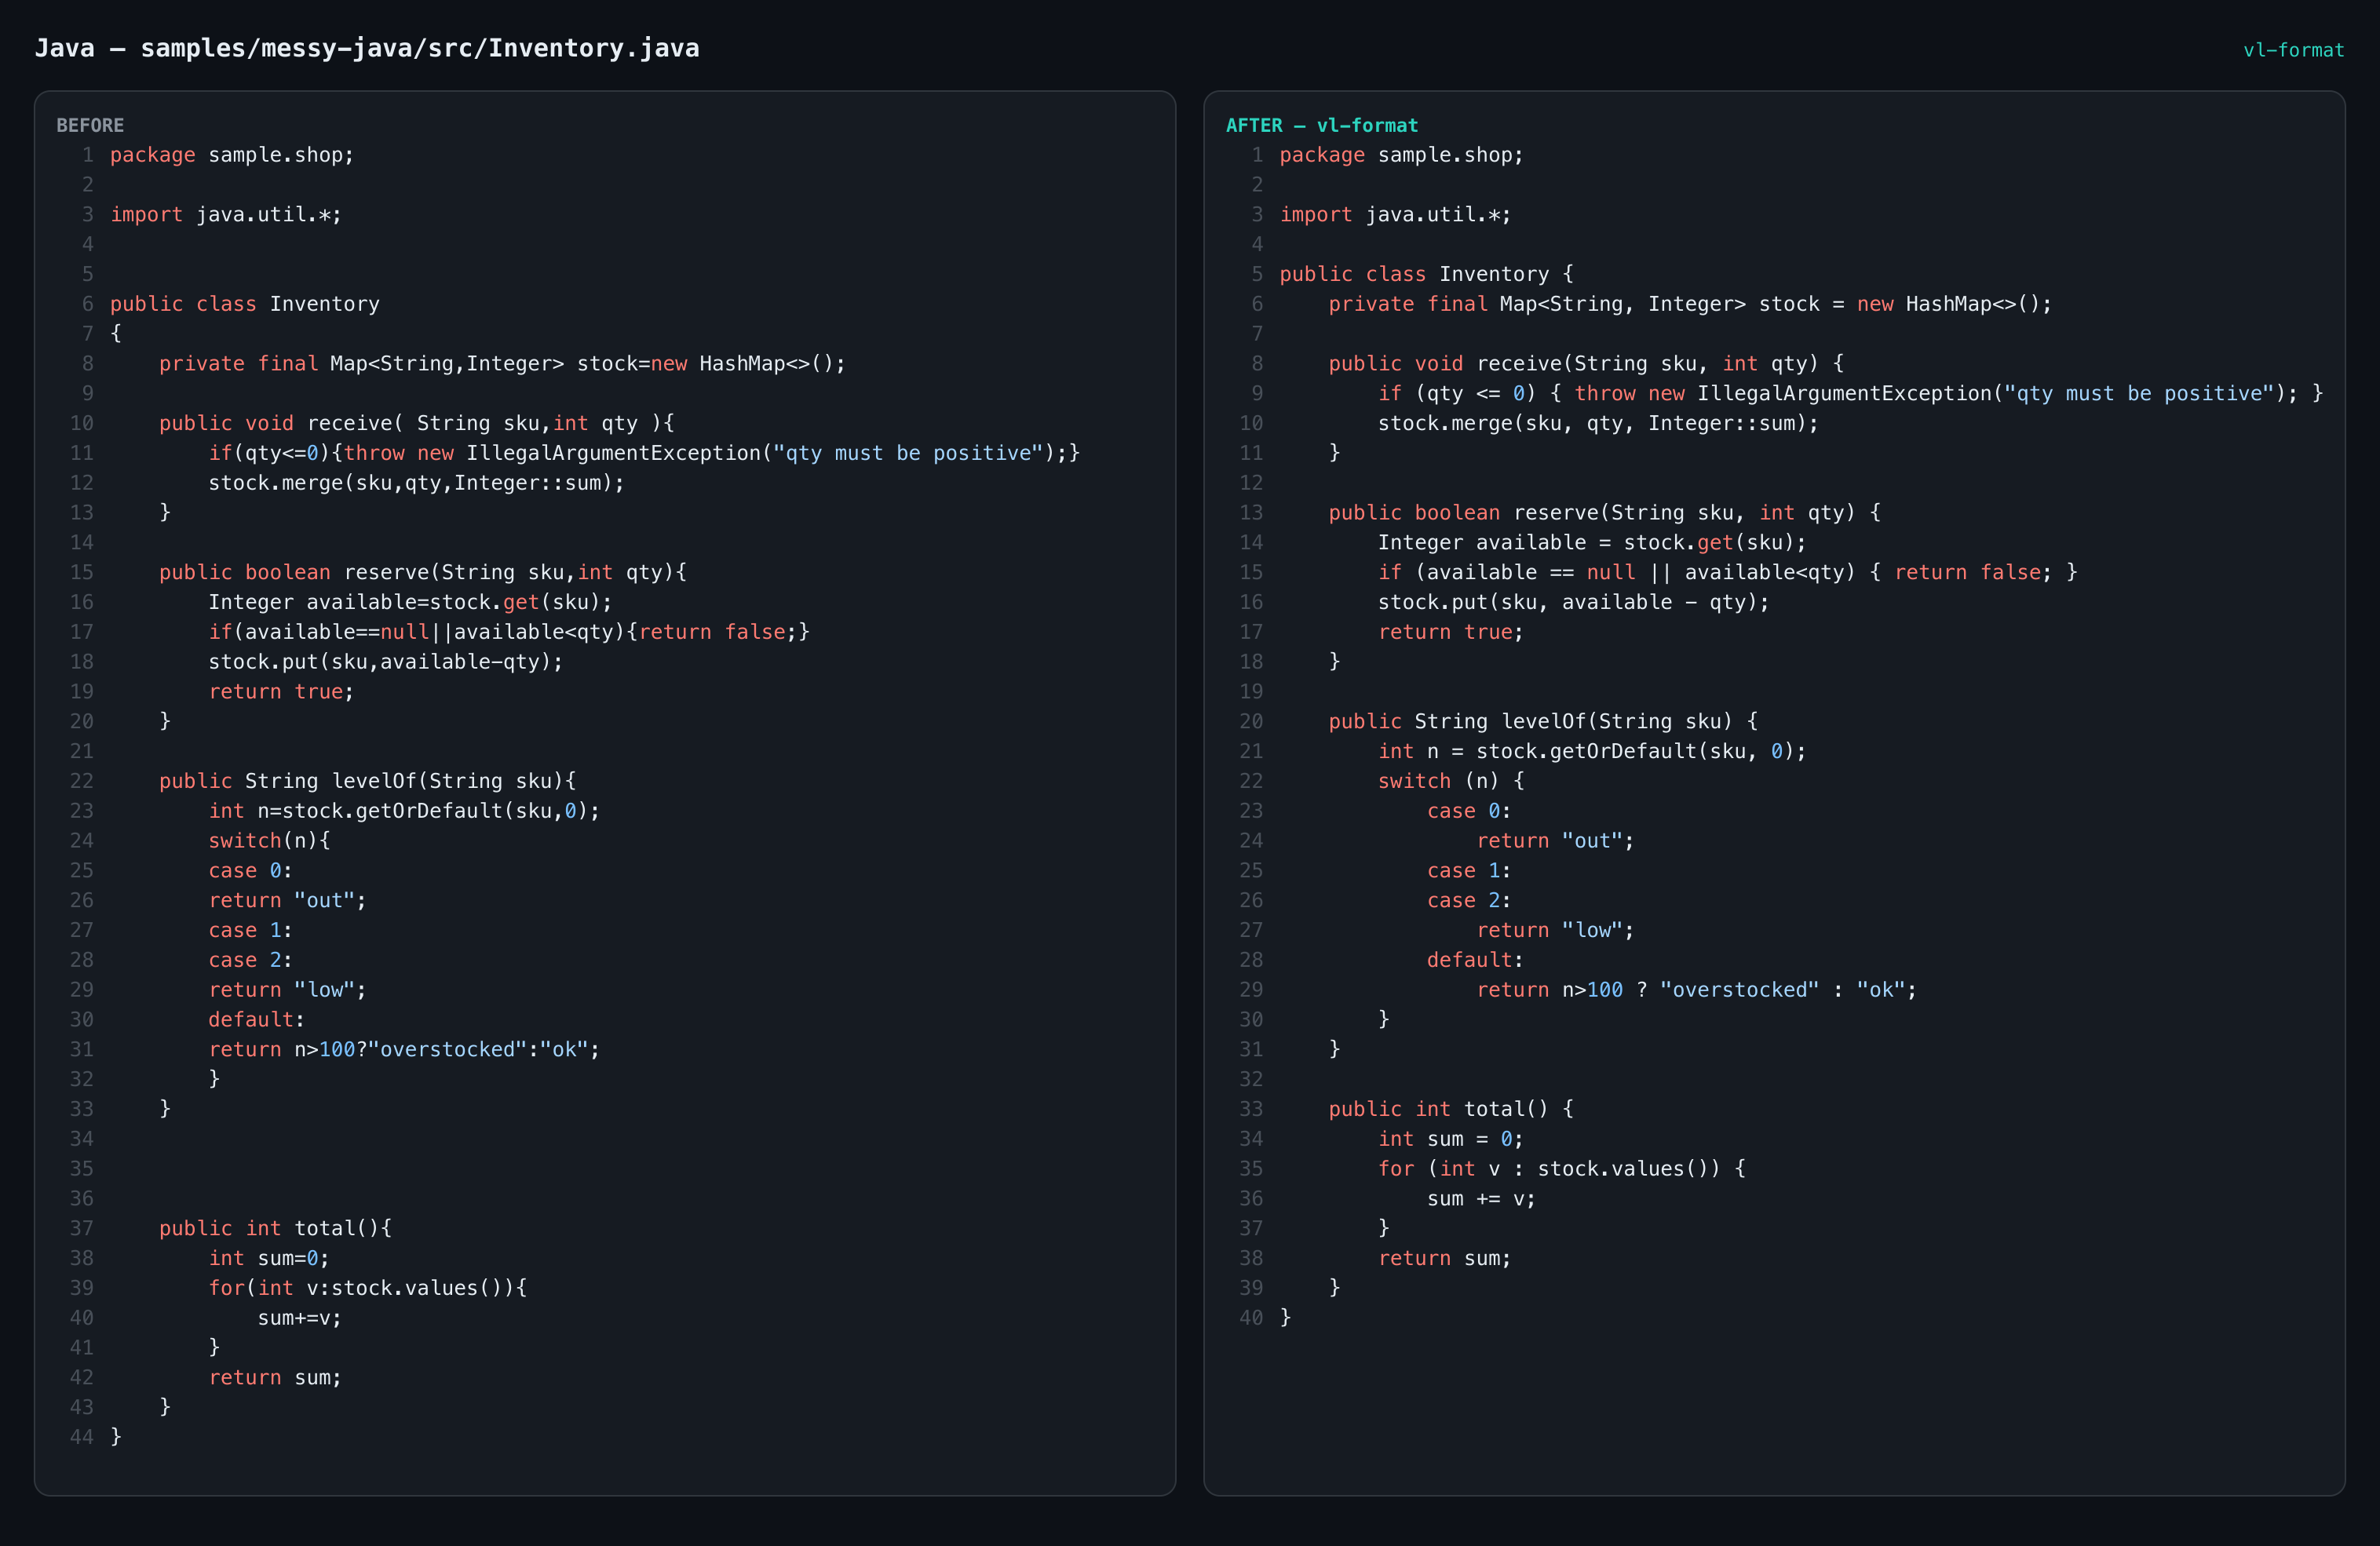 Java — samples/messy-java/src/Inventory.java
vl-format
BEFORE
1 package sample.shop;
2
3 import java.util.*;
4
5
6 public class Inventory
7 {
8     private final Map<String,Integer> stock=new HashMap<>();
9
10     public void receive( String sku,int qty ){
11         if(qty<=0){throw new IllegalArgumentException("qty must be positive");}
12         stock.merge(sku,qty,Integer::sum);
13     }
14
15     public boolean reserve(String sku,int qty){
16         Integer available=stock.get(sku);
17         if(available==null||available<qty){return false;}
18         stock.put(sku,available-qty);
19         return true;
20     }
21
22     public String levelOf(String sku){
23         int n=stock.getOrDefault(sku,0);
24         switch(n){
25         case 0:
26         return "out";
27         case 1:
28         case 2:
29         return "low";
30         default:
31         return n>100?"overstocked":"ok";
32         }
33     }
34
35
36
37     public int total(){
38         int sum=0;
39         for(int v:stock.values()){
40             sum+=v;
41         }
42         return sum;
43     }
44 }
AFTER — vl-format
1 package sample.shop;
2
3 import java.util.*;
4
5 public class Inventory {
6     private final Map<String, Integer> stock = new HashMap<>();
7
8     public void receive(String sku, int qty) {
9         if (qty <= 0) { throw new IllegalArgumentException("qty must be positive"); }
10         stock.merge(sku, qty, Integer::sum);
11     }
12
13     public boolean reserve(String sku, int qty) {
14         Integer available = stock.get(sku);
15         if (available == null || available<qty) { return false; }
16         stock.put(sku, available - qty);
17         return true;
18     }
19
20     public String levelOf(String sku) {
21         int n = stock.getOrDefault(sku, 0);
22         switch (n) {
23             case 0:
24                 return "out";
25             case 1:
26             case 2:
27                 return "low";
28             default:
29                 return n>100 ? "overstocked" : "ok";
30         }
31     }
32
33     public int total() {
34         int sum = 0;
35         for (int v : stock.values()) {
36             sum += v;
37         }
38         return sum;
39     }
40 }